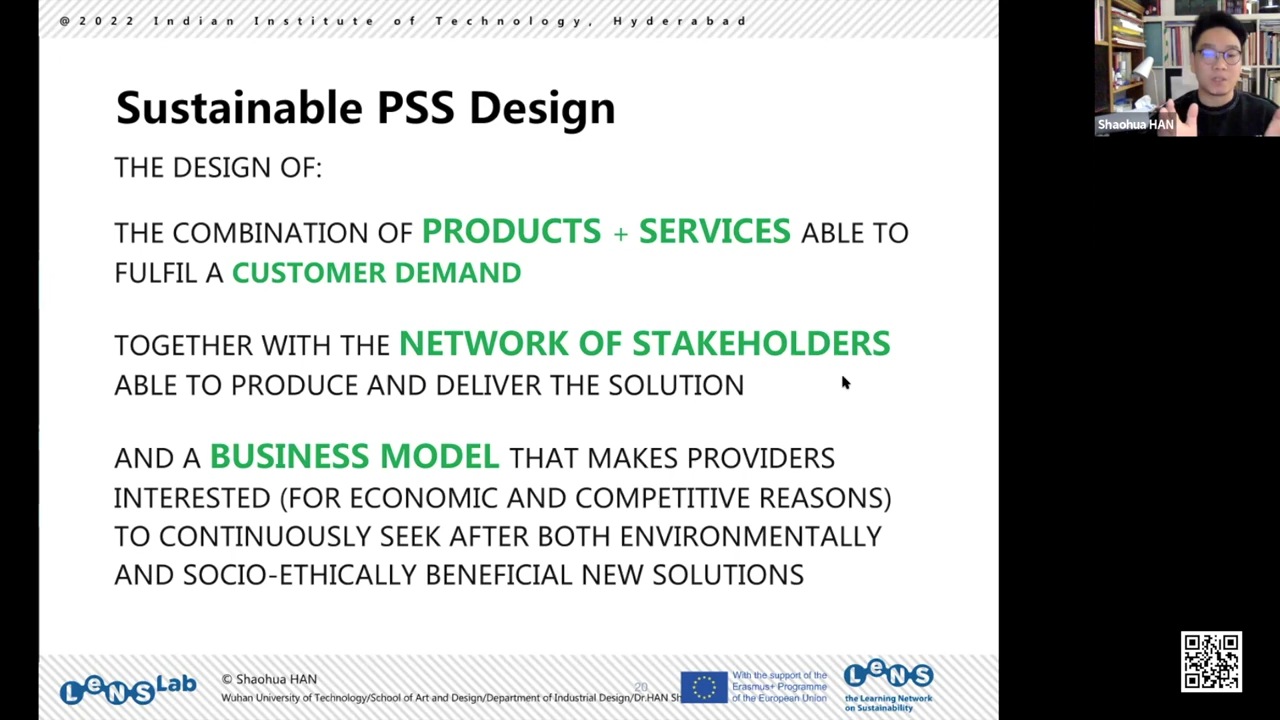 @2022 Indian Institute of Technology, Hyderabad
Shaohua HAN
Sustainable PSS Design
THE DESIGN OF:
THE COMBINATION OF PRODUCTS + SERVICES ABLE TO
FULFIL A CUSTOMER DEMAND
TOGETHER WITH THE NETWORK OF STAKEHOLDERS
ABLE TO PRODUCE AND DELIVER THE SOLUTION
AND A BUSINESS MODEL THAT MAKES PROVIDERS
INTERESTED (FOR ECONOMIC AND COMPETITIVE REASONS)
TO CONTINUOUSLY SEEK AFTER BOTH ENVIRONMENTALLY
AND SOCIO-ETHICALLY BENEFICIAL NEW SOLUTIONS
LeNS Lab
© Shaohua HAN
Wuhan University of Technology/School of Art and Design/Department of Industrial Design/Dr.HAN Sh
20
With the support of the
Erasmus+ Programme
of the European Union
LeNS
the Learning Network
on Sustainability